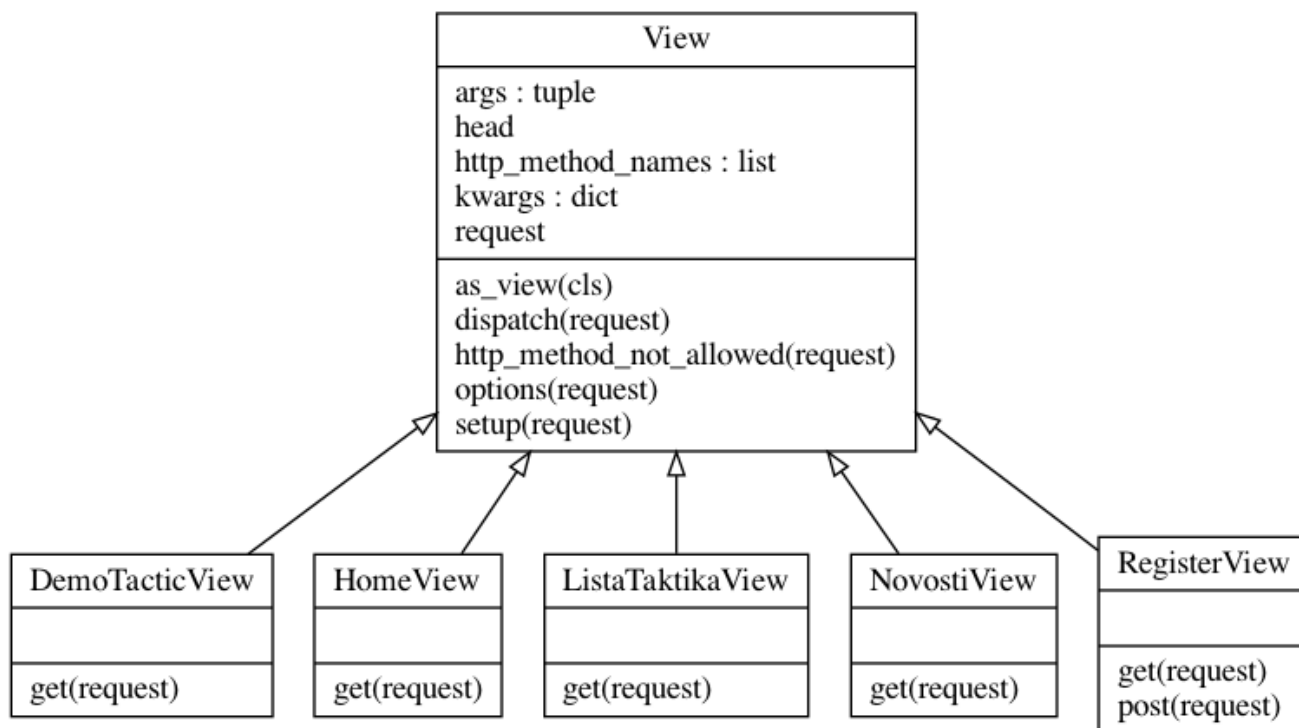 View
args : tuple
head
http_method_names : list
kwargs : dict
request
as_view(cls)
dispatch(request)
http_method_not_allowed(request)
options(request)
setup(request)
DemoTacticView
get(request)
HomeView
get(request)
ListaTaktikaView
get(request)
NovostiView
get(request)
RegisterView
get(request)
post(request)